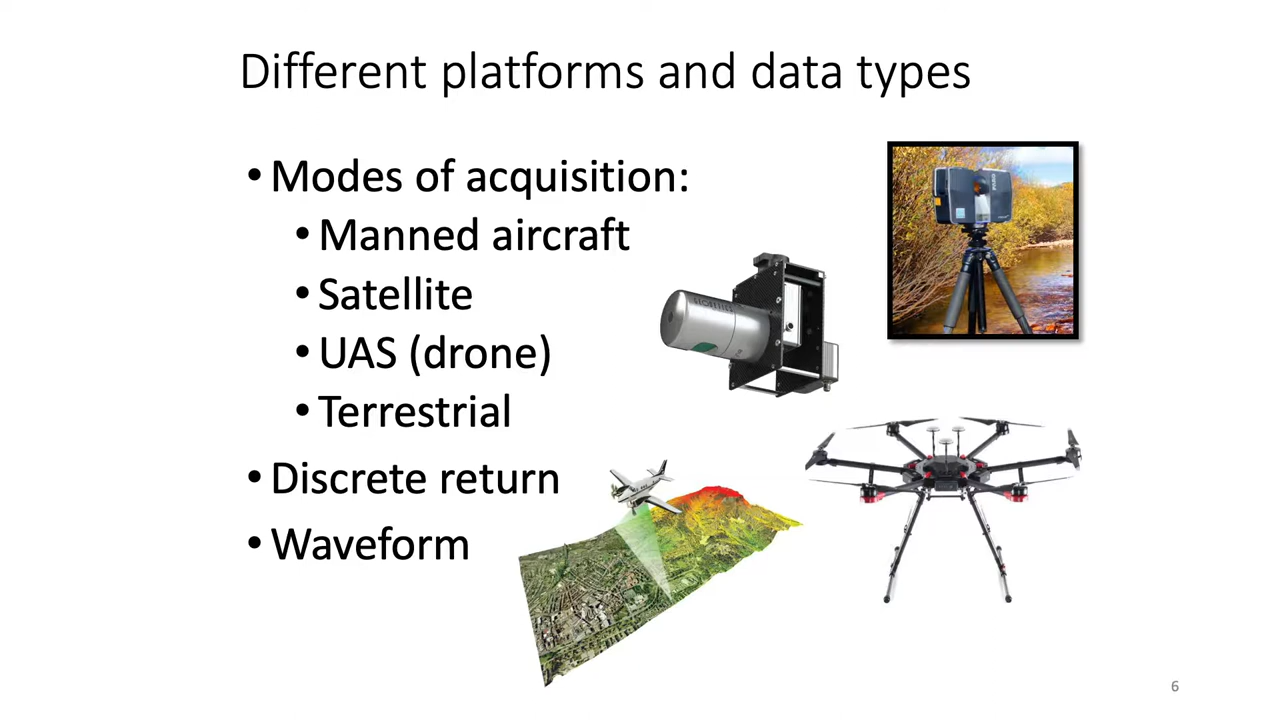 Different platforms and data types
• Modes of acquisition:
• Manned aircraft
• Satellite
• UAS (drone)
• Terrestrial
• Discrete return
• Waveform
6